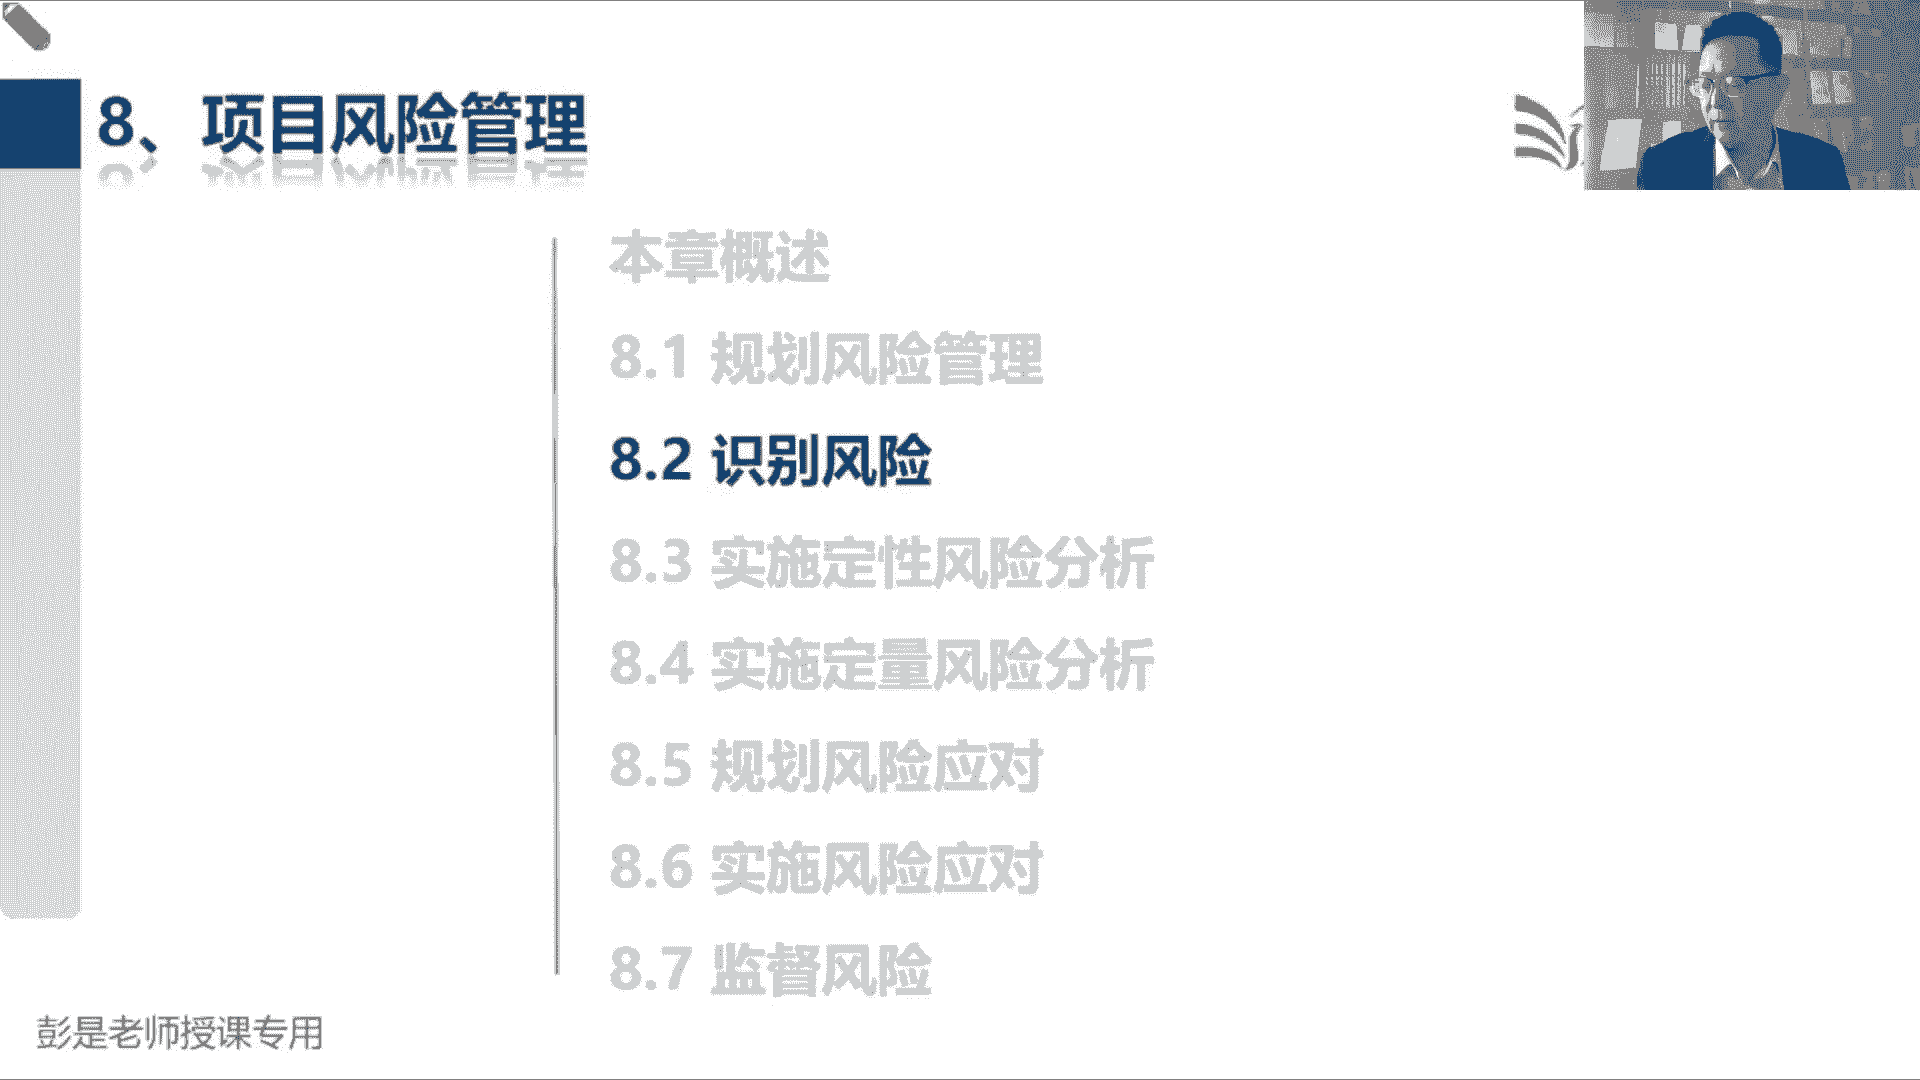 8、项目风险管理
本章概述
8.1 规划风险管理
8.2 识别风险
8.3 实施定性风险分析
8.4 实施定量风险分析
8.5 规划风险应对
8.6 实施风险应对
8.7 监督风险
彭是老师授课专用